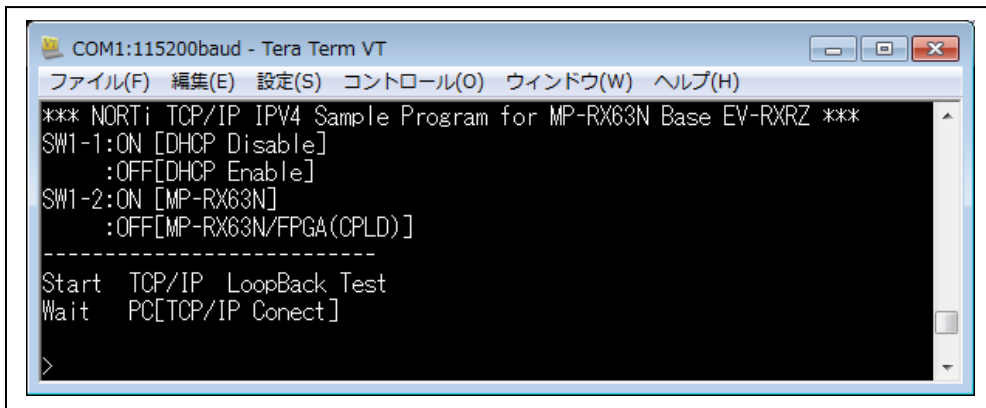 COM1:115200baud - Tera Term VT
ファイル(F) 編集(E) 設定(S) コントロール(O) ウィンドウ(W) ヘルプ(H)
*** NORTi TCP/IP IPV4 Sample Program for MP-RX63N Base EV-RXRZ ***
SW1-1:ON [DHCP Disable]
:OFF[DHCP Enable]
SW1-2:ON [MP-RX63N]
:OFF[MP-RX63N/FPGA(CPLD)]
---------------------------
Start TCP/IP LoopBack Test
Wait PC[TCP/IP Conect]
>